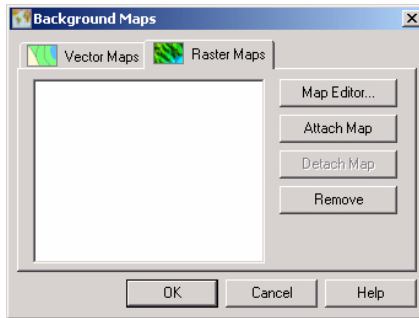 Background Maps
Vector Maps
Raster Maps
Map Editor...
Attach Map
Detach Map
Remove
OK
Cancel
Help